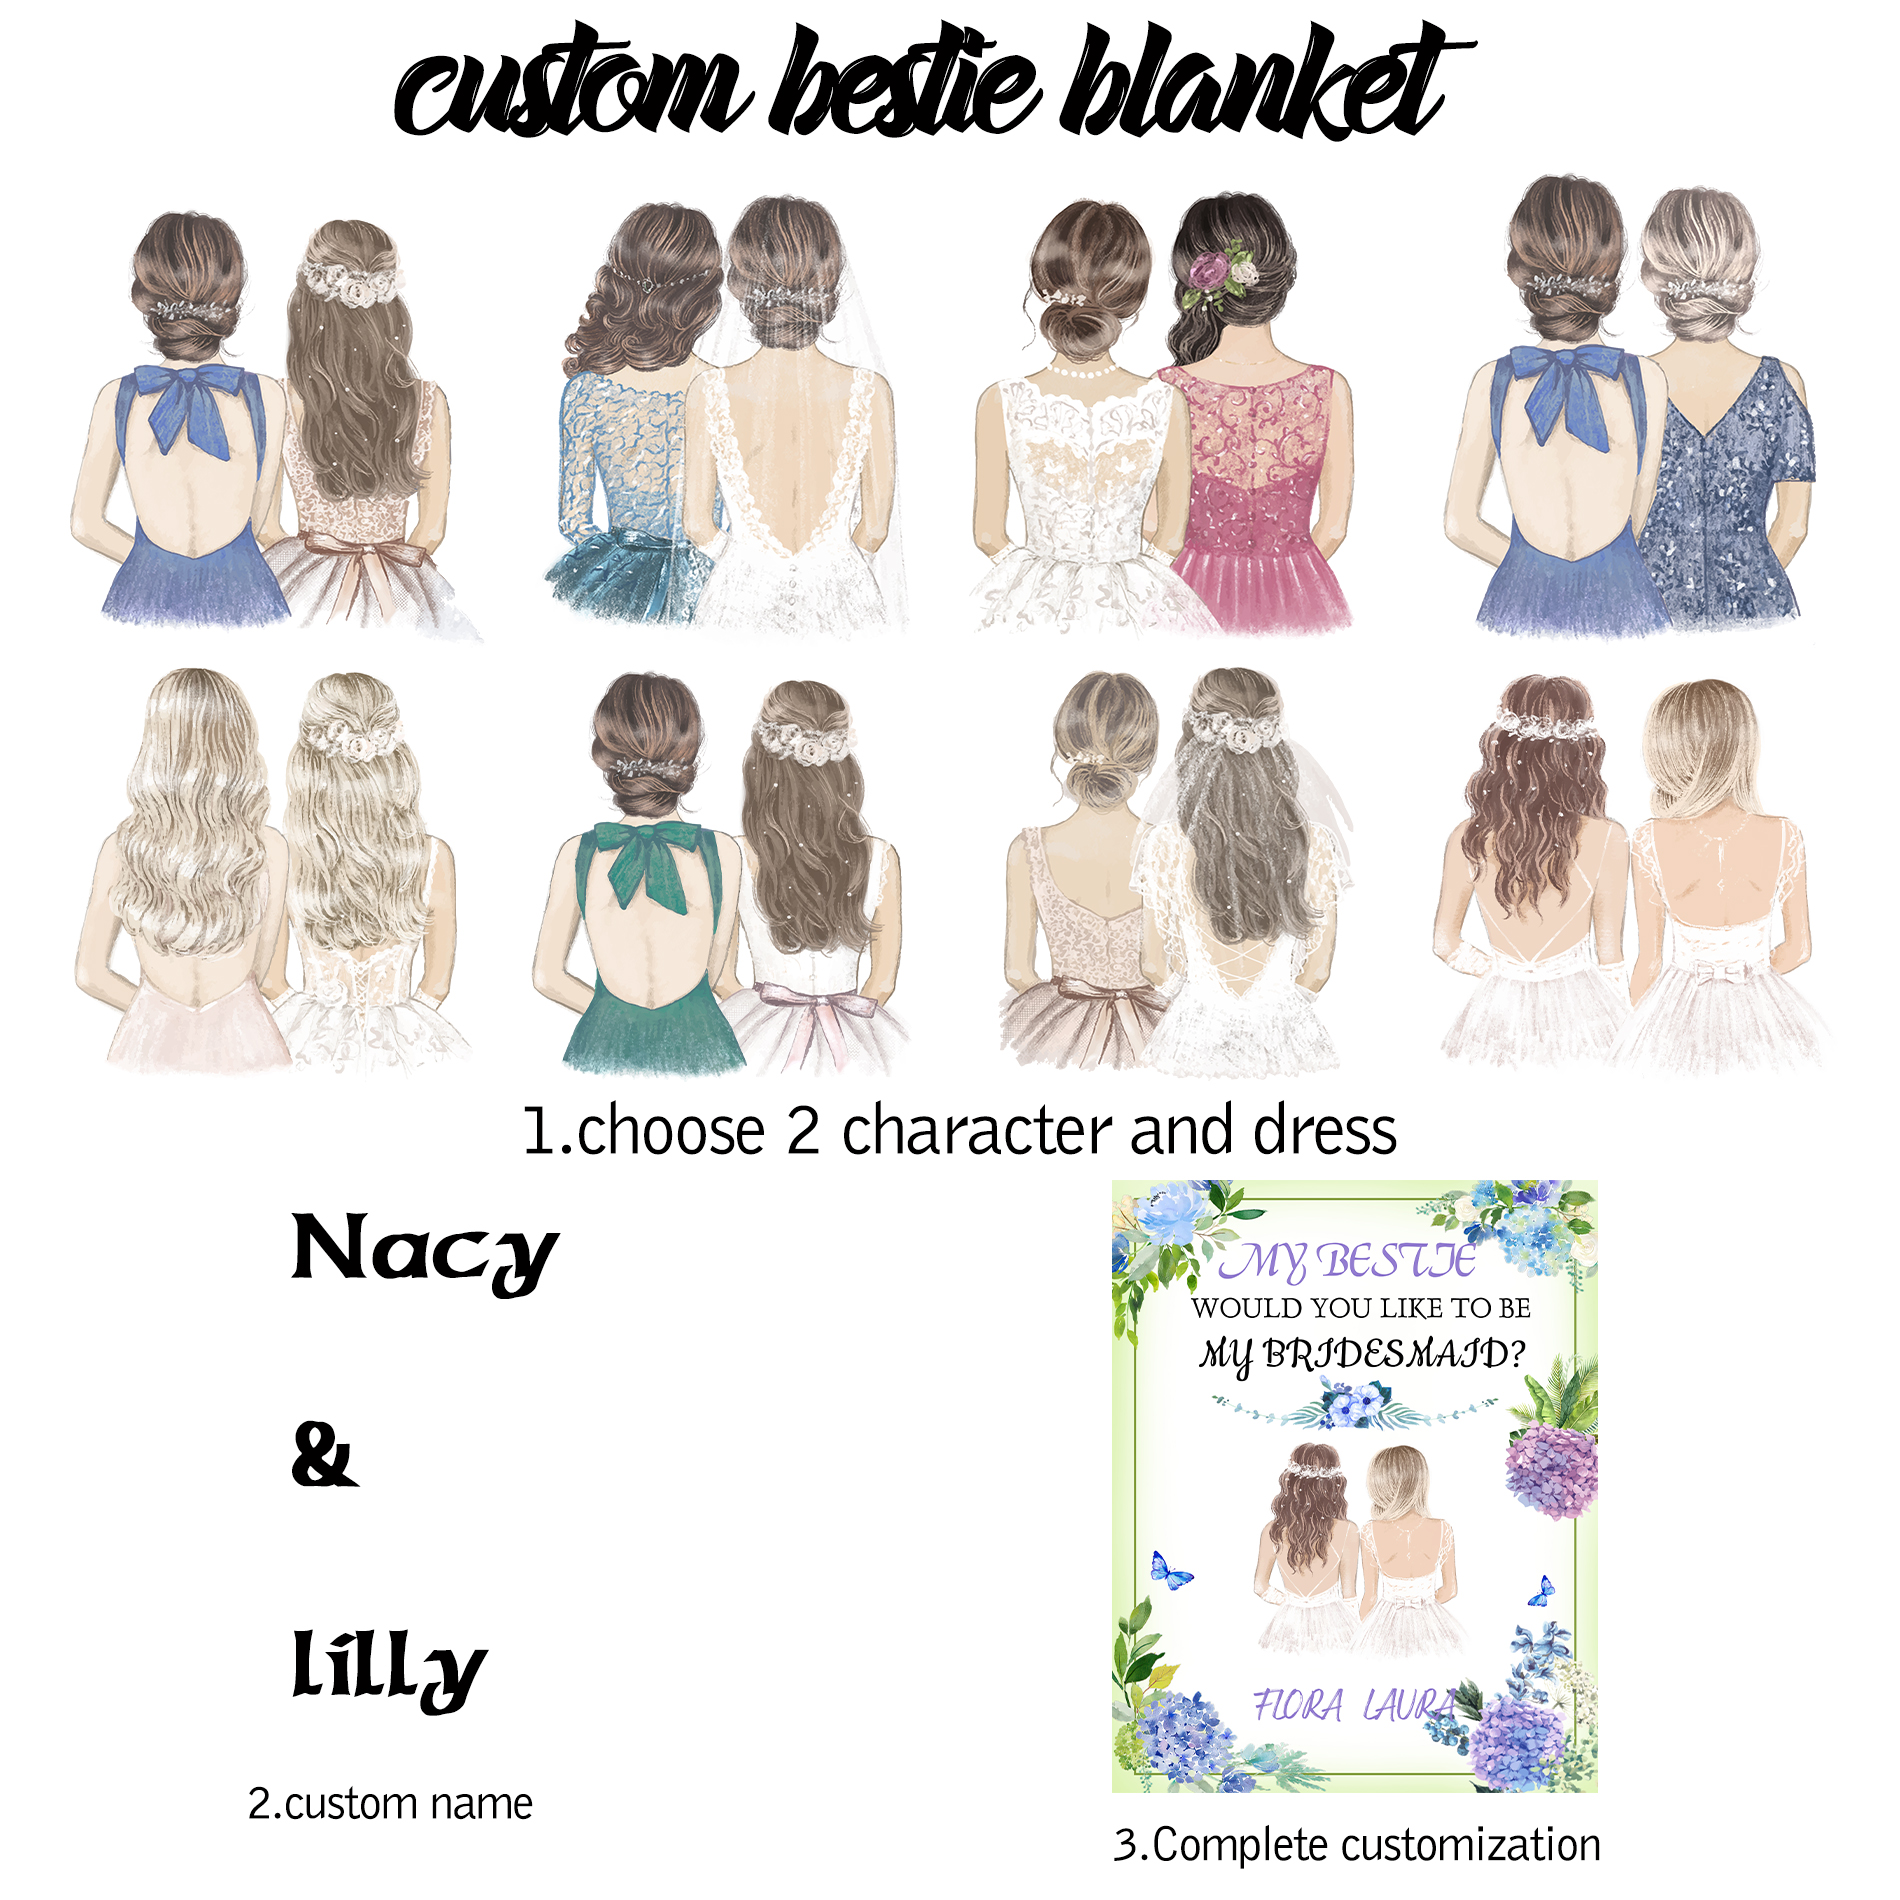 custom bestie blanket
1.choose 2 character and dress
Nacy
&
lilly
2.custom name
MY BESTIE
WOULD YOU LIKE TO BE
MY BRIDESMAID?
FLORA LAURA
3.Complete customization